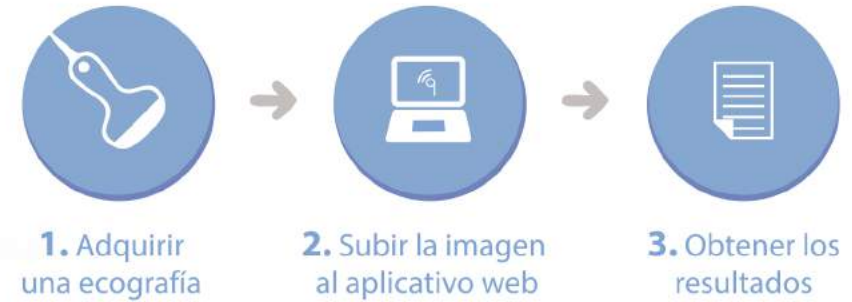 1. Adquirir
una ecografía
2. Subir la imagen
al aplicativo web
3. Obtener los
resultados